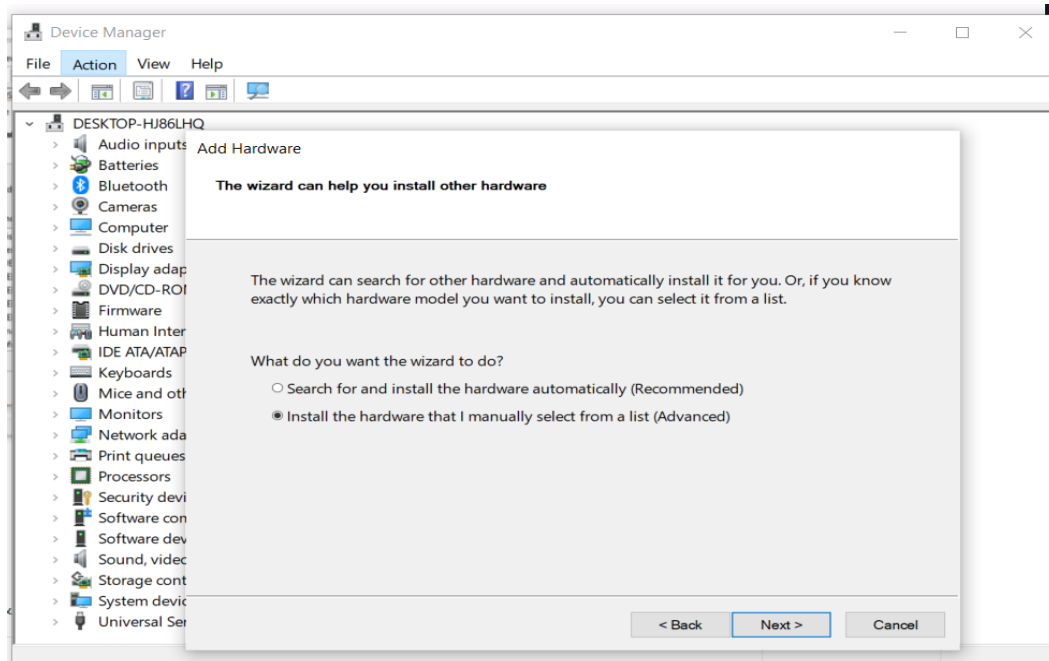 Device Manager
File Action View Help
DESKTOP-HJ86LHQ
Audio inputs
Batteries
Bluetooth
Cameras
Computer
Disk drives
Display adap
DVD/CD-RO
Firmware
Human Inter
IDE ATA/ATAP
Keyboards
Mice and oth
Monitors
Network ada
Print queues
Processors
Security devi
Software con
Software dev
Sound, video
Storage cont
System devic
Universal Ser
Add Hardware
The wizard can help you install other hardware
The wizard can search for other hardware and automatically install it for you. Or, if you know
exactly which hardware model you want to install, you can select it from a list.
What do you want the wizard to do?
Search for and install the hardware automatically (Recommended)
Install the hardware that I manually select from a list (Advanced)
< Back Next > Cancel